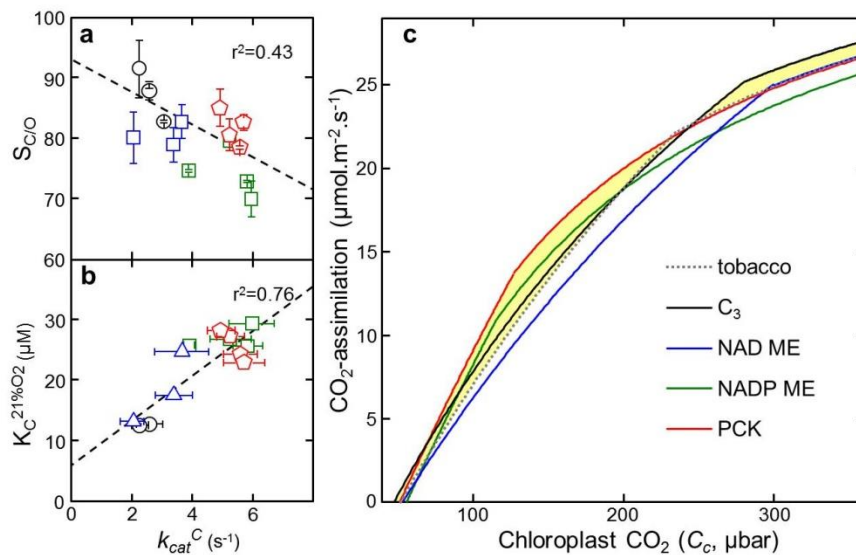 a
r²=0.43
100
90
80
70
60
S_C/O
b
r²=0.76
40
30
20
10
0
K_C^21%O2 (µM)
0 2 4 6
k_cat^C (s⁻¹)
c
25
20
15
10
5
0
CO₂-assimilation (µmol.m⁻².s⁻¹)
tobacco
C₃
NAD ME
NADP ME
PCK
100 200 300
Chloroplast CO₂ (C_c, µbar)